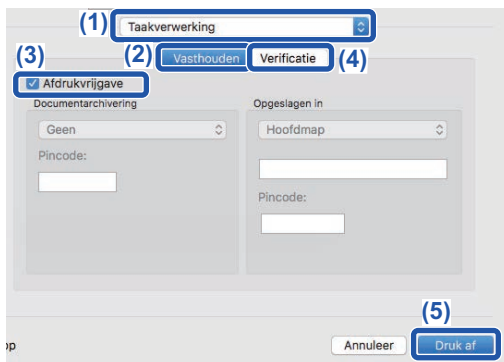 (1) Taakverwerking
(2) Vasthouden Verificatie (4)
(3)
Afdrukvrijgave
Documentarchivering Opgeslagen in
Geen Hoofdmap
Pincode:
Pincode:
(5)
op Annuleer Druk af